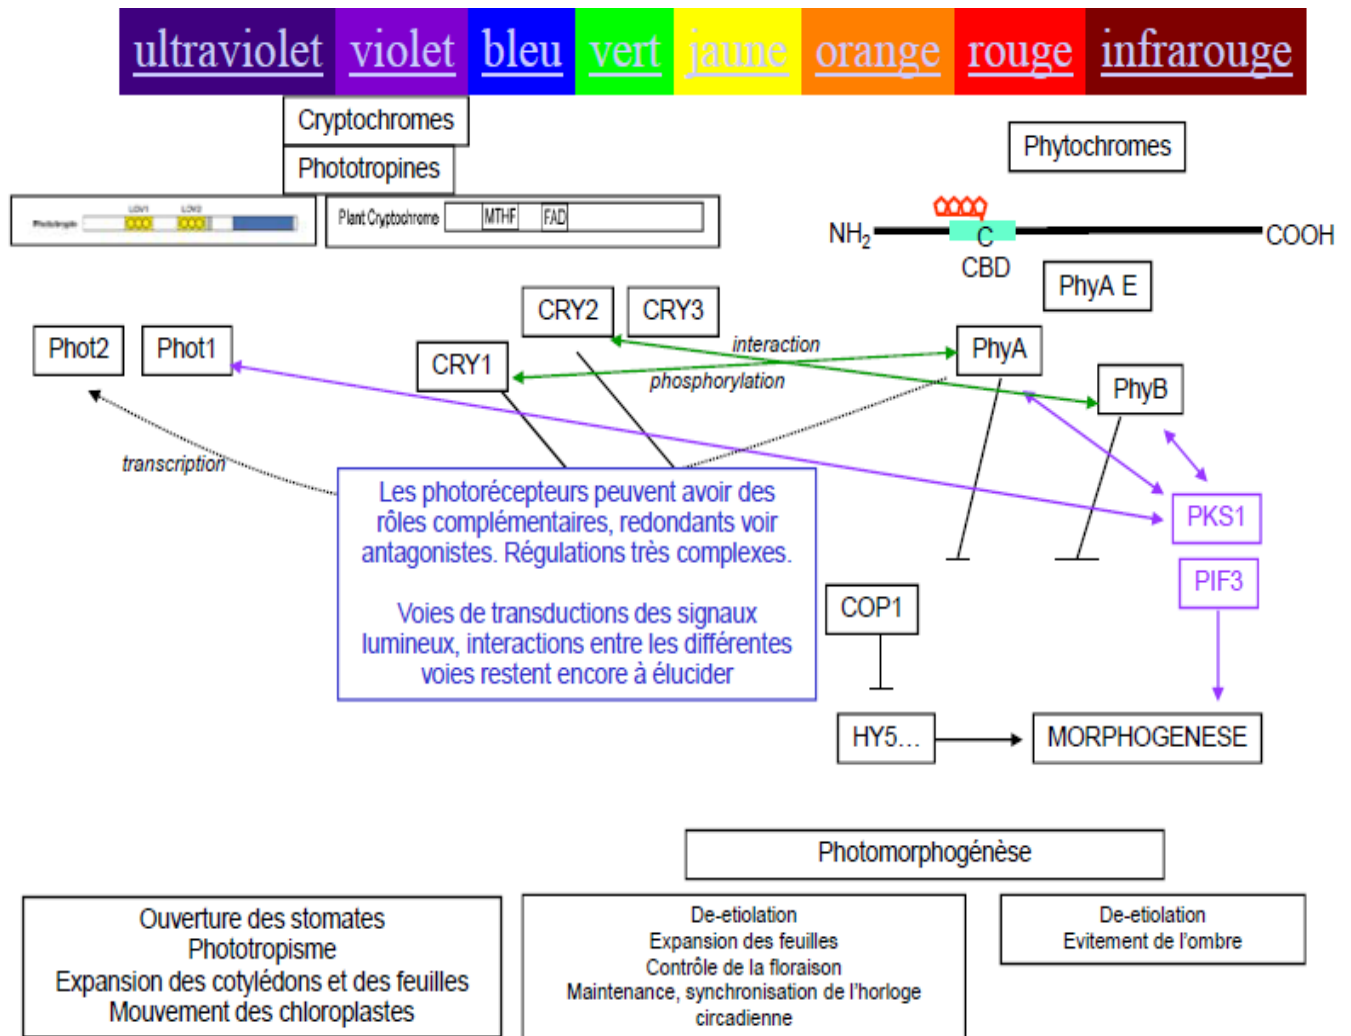 ultraviolet violet bleu vert jaune orange rouge infrarouge
Cryptochromes
Phototropines
Phytochromes
Phototropin
LOV1 LOV2
Plant Cryptochrome MTHF FAD
NH2 C COOH
CBD
PhyA E
CRY2 CRY3
Phot2 Phot1
CRY1
interaction
phosphorylation
PhyA
PhyB
transcription
Les photorécepteurs peuvent avoir des
rôles complémentaires, redondants voir
antagonistes. Régulations très complexes.
Voies de transductions des signaux
lumineux, interactions entre les différentes
voies restent encore à élucider
PKS1
PIF3
COP1
HY5...
MORPHOGENESE
Photomorphogénèse
Ouverture des stomates
Phototropisme
Expansion des cotylédons et des feuilles
Mouvement des chloroplastes
De-etiolation
Expansion des feuilles
Contrôle de la floraison
Maintenance, synchronisation de l'horloge
circadienne
De-etiolation
Evitement de l'ombre